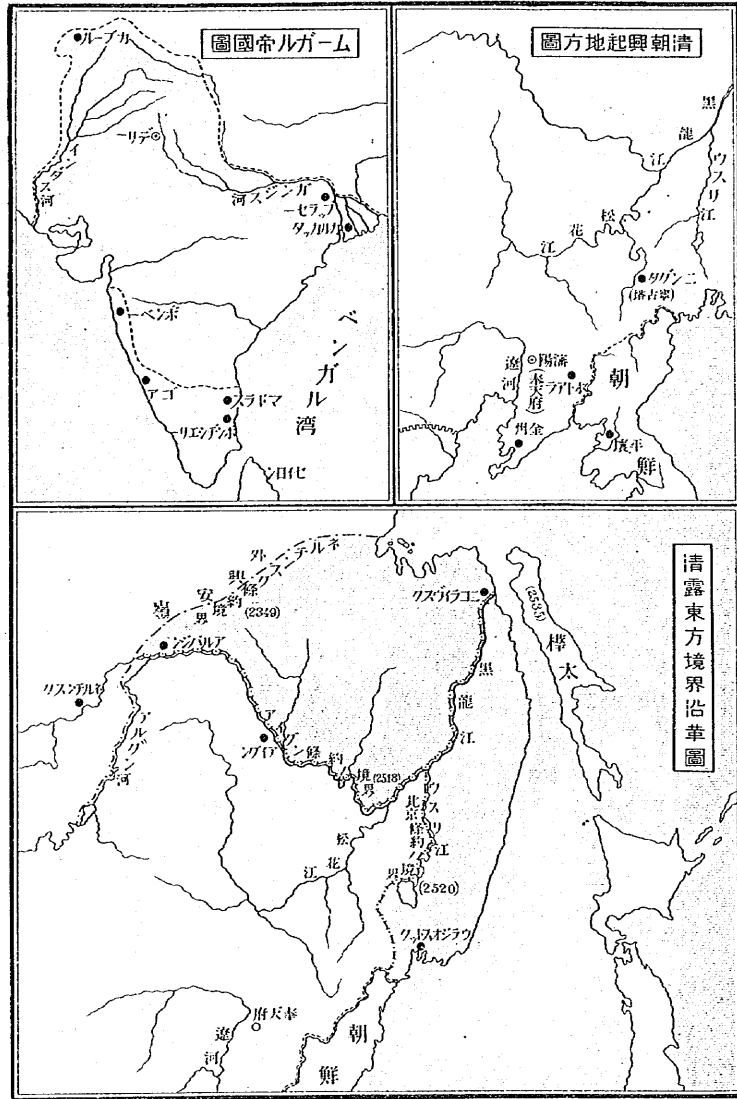 ムーガル帝國圖
カブール
インダス河
デリー
ガンジス河
プラッセー
カルカッタ
ベンガル湾
ボンベー
ゴア
マドラス
ポンデシエリー
セイロン
清朝興起地方圖
黒龍江
ウスリ江
松花江
ニングタ
(寧古塔)
瀋陽
(奉天府)
遼河
金州
平壤
朝鮮
清露東方境界沿革圖
外興安嶺
ネルチンスク條約境界
(2349)
ニコライウスク
樺太
(2535)
アルバジン
ネルチンスク
アルグン河
黒龍江
アイグン
アイグン條約境界
(2518)
ウスリ江
北京條約ノ境界
(2520)
松花江
ウラジオストック
奉天府
遼河
朝鮮